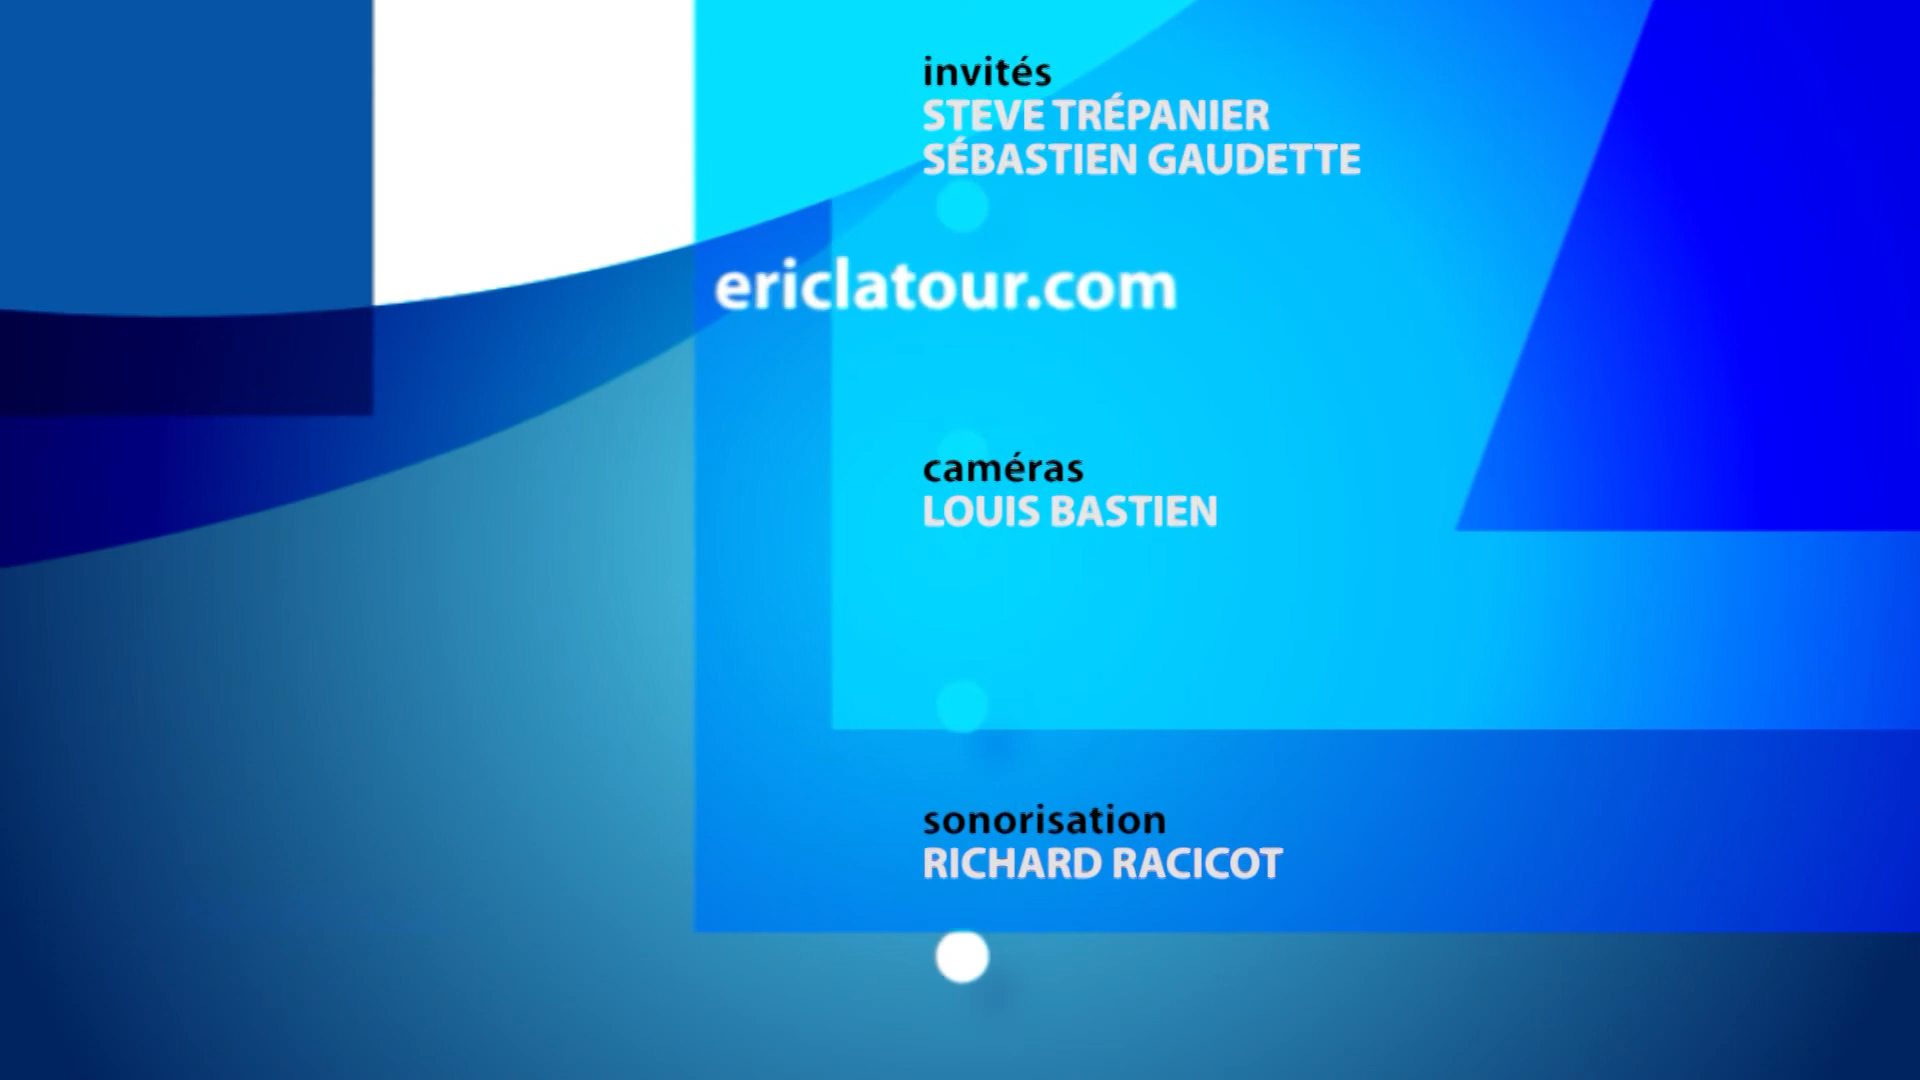 invités
STEVE TRÉPANIER
SÉBASTIEN GAUDETTE
ericlatour.com
caméras
LOUIS BASTIEN
sonorisation
RICHARD RACICOT